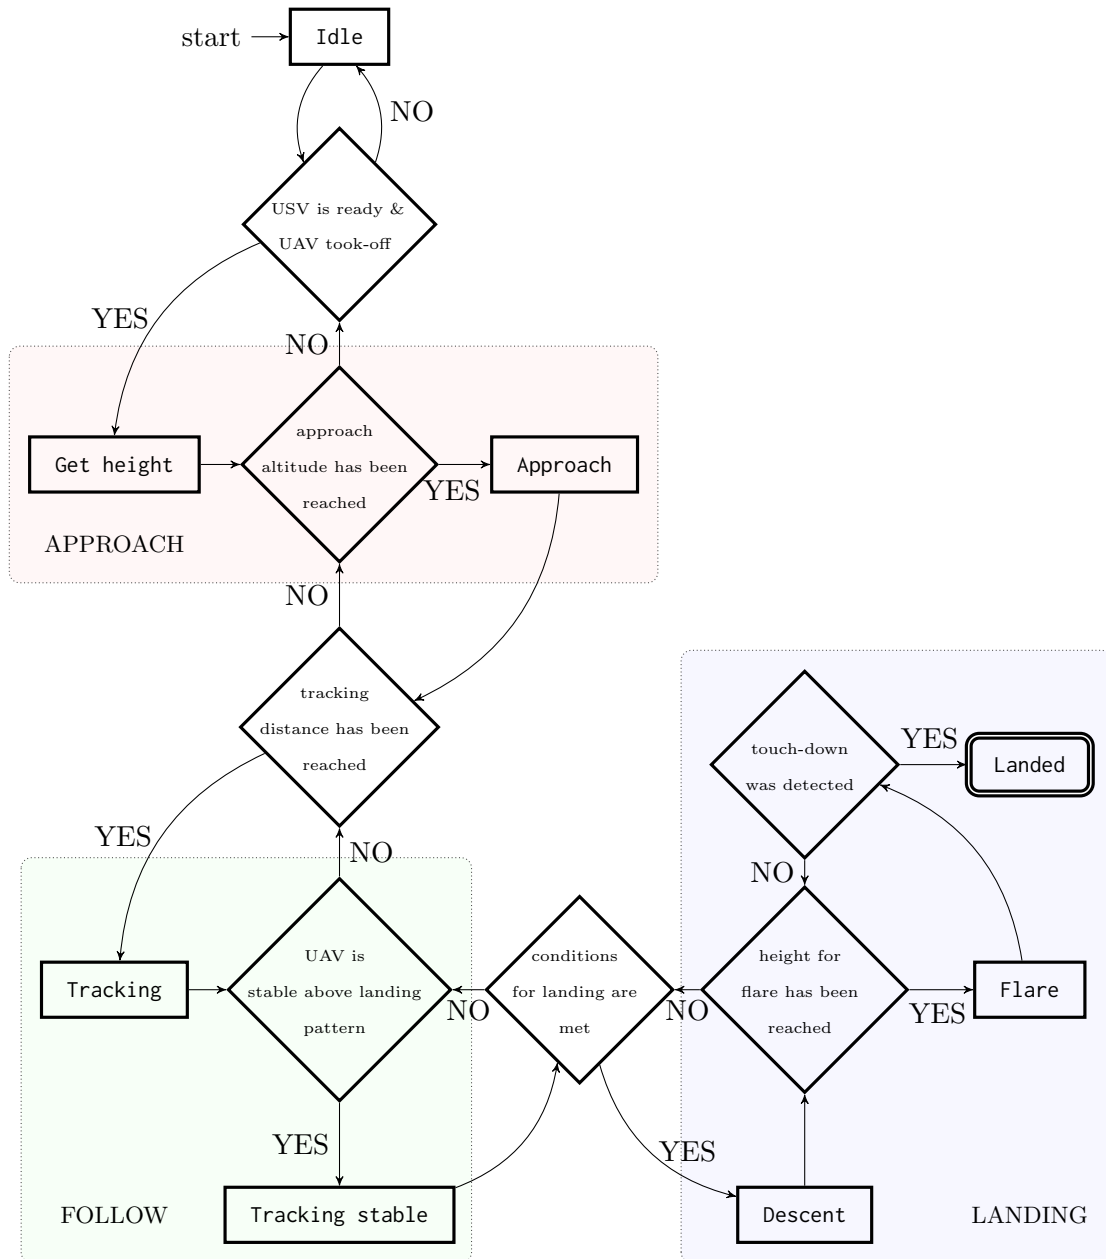 start
Idle
NO
USV is ready &
UAV took-off
YES
NO
approach
altitude has been
reached
Get height
YES
Approach
APPROACH
NO
tracking
distance has been
reached
YES
NO
touch-down
was detected
YES
Landed
NO
UAV is
stable above landing
pattern
Tracking
NO
conditions
for landing are
met
NO
height for
flare has been
reached
YES
Flare
YES
YES
FOLLOW
Tracking stable
Descent
LANDING